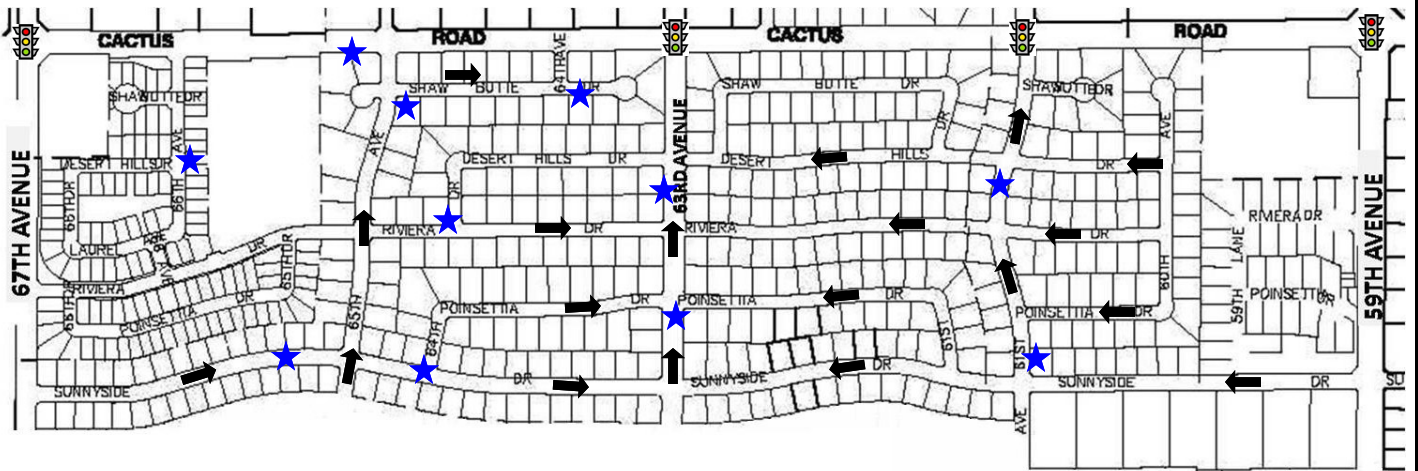 CACTUS ROAD CACTUS ROAD
64TH AVE
SHAW BUTTE DR
SHAW BUTTE DR
SHAW BUTTE DR
SHAW BUTTE DR
AVE
AVE
DR
AVE
63RD AVENUE
67TH AVENUE
59TH AVENUE
DESERT HILLS DR
DESERT HILLS DR
DESERT HILLS DR
66TH DR
66TH
DR
RIVIERA DR
LAUREL AVE
DR
65TH DR
RIVIERA DR
RIVIERA DR
RIVIERA
59TH LANE
60TH
66TH DR
DR
POINSETTIA
65TH
64TH
POINSETTIA DR
POINSETTIA DR
POINSETTIA DR
POINSETTIA DR
61ST
61ST AVE
SUNNYSIDE DR
SUNNYSIDE DR
SUNNYSIDE DR
SU